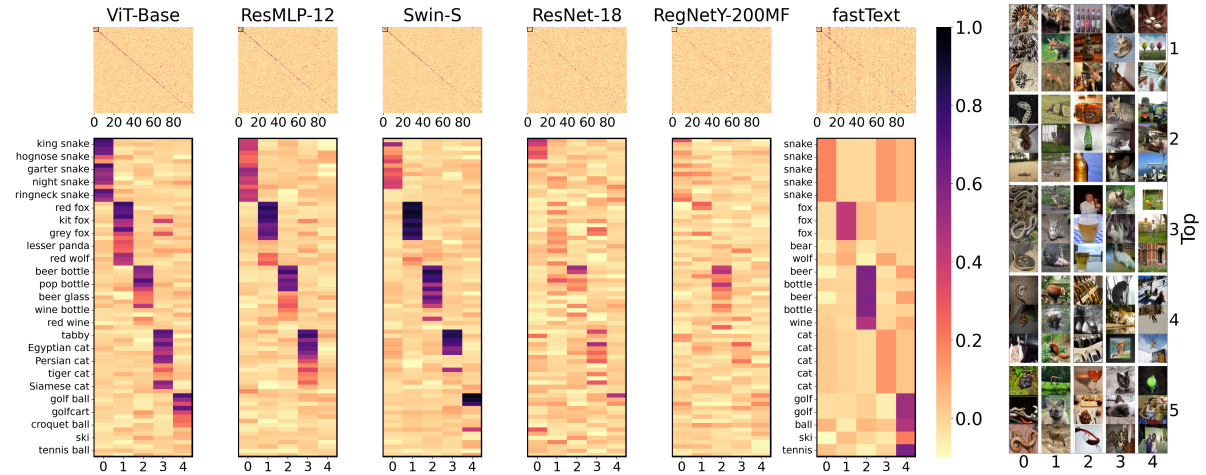 ViT-Base ResMLP-12 Swin-S ResNet-18 RegNetY-200MF fastText
0 20 40 60 80 0 20 40 60 80 0 20 40 60 80 0 20 40 60 80 0 20 40 60 80 0 20 40 60 80
king snake
hognose snake
garter snake
night snake
ringneck snake
red fox
kit fox
grey fox
lesser panda
red wolf
beer bottle
pop bottle
beer glass
wine bottle
red wine
tabby
Egyptian cat
Persian cat
tiger cat
Siamese cat
golf ball
golfcart
croquet ball
ski
tennis ball
0 1 2 3 4 0 1 2 3 4 0 1 2 3 4 0 1 2 3 4 0 1 2 3 4
snake
snake
snake
snake
snake
fox
fox
fox
bear
wolf
beer
bottle
beer
bottle
wine
cat
cat
cat
cat
cat
golf
golf
ball
ski
tennis
0 1 2 3 4
1.0
0.8
0.6
0.4
0.2
0.0
1
2
3
4
5
Top
0 1 2 3 4